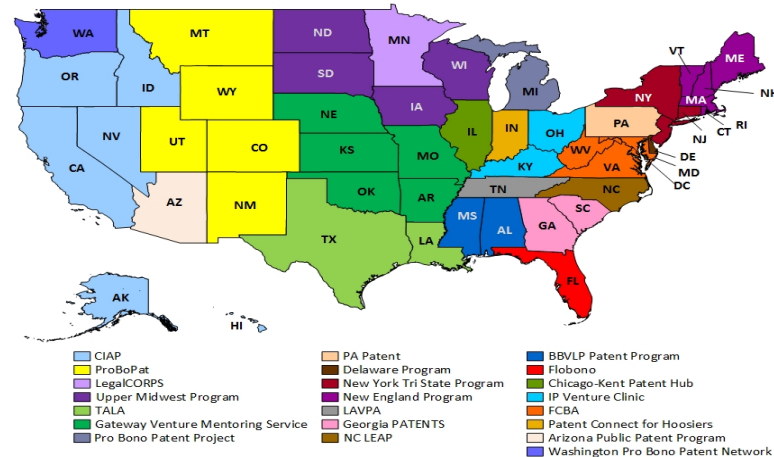 WA
MT
ND
MN
ME
VT
OR
ID
SD
WI
MI
NY
MA
NH
WY
IA
PA
CT
RI
NJ
NV
UT
CO
NE
IL
IN
OH
WV
VA
DE
MD
DC
CA
KS
MO
KY
AZ
NM
OK
AR
TN
NC
SC
TX
LA
MS
AL
GA
FL
AK
HI
CIAP
ProBoPat
LegalCORPS
Upper Midwest Program
TALA
Gateway Venture Mentoring Service
Pro Bono Patent Project
PA Patent
Delaware Program
New York Tri State Program
New England Program
LAVPA
Georgia PATENTS
NC LEAP
BBVLP Patent Program
Flobono
Chicago-Kent Patent Hub
IP Venture Clinic
FCBA
Patent Connect for Hoosiers
Arizona Public Patent Program
Washington Pro Bono Patent Network